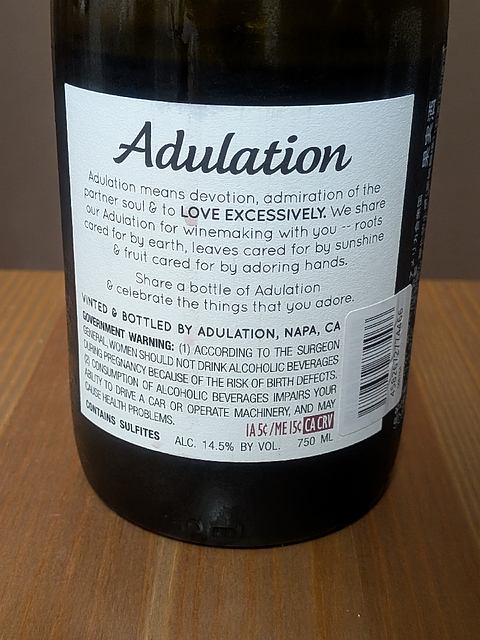 Adulation
Adulation means devotion, admiration of the
partner soul & to LOVE EXCESSIVELY. We share
our Adulation for winemaking with you -- roots
cared for by earth, leaves cared for by sunshine
& fruit cared for by adoring hands.
Share a bottle of Adulation
& celebrate the things that you adore.
VINTED & BOTTLED BY ADULATION, NAPA, CA
GOVERNMENT WARNING: (1) ACCORDING TO THE SURGEON
GENERAL, WOMEN SHOULD NOT DRINK ALCOHOLIC BEVERAGES
DURING PREGNANCY BECAUSE OF THE RISK OF BIRTH DEFECTS.
(2) CONSUMPTION OF ALCOHOLIC BEVERAGES IMPAIRS YOUR
ABILITY TO DRIVE A CAR OR OPERATE MACHINERY, AND MAY
CAUSE HEALTH PROBLEMS.
IA 5¢/ME 15¢ CA CRV
CONTAINS SULFITES ALC. 14.5% BY VOL. 750 ML